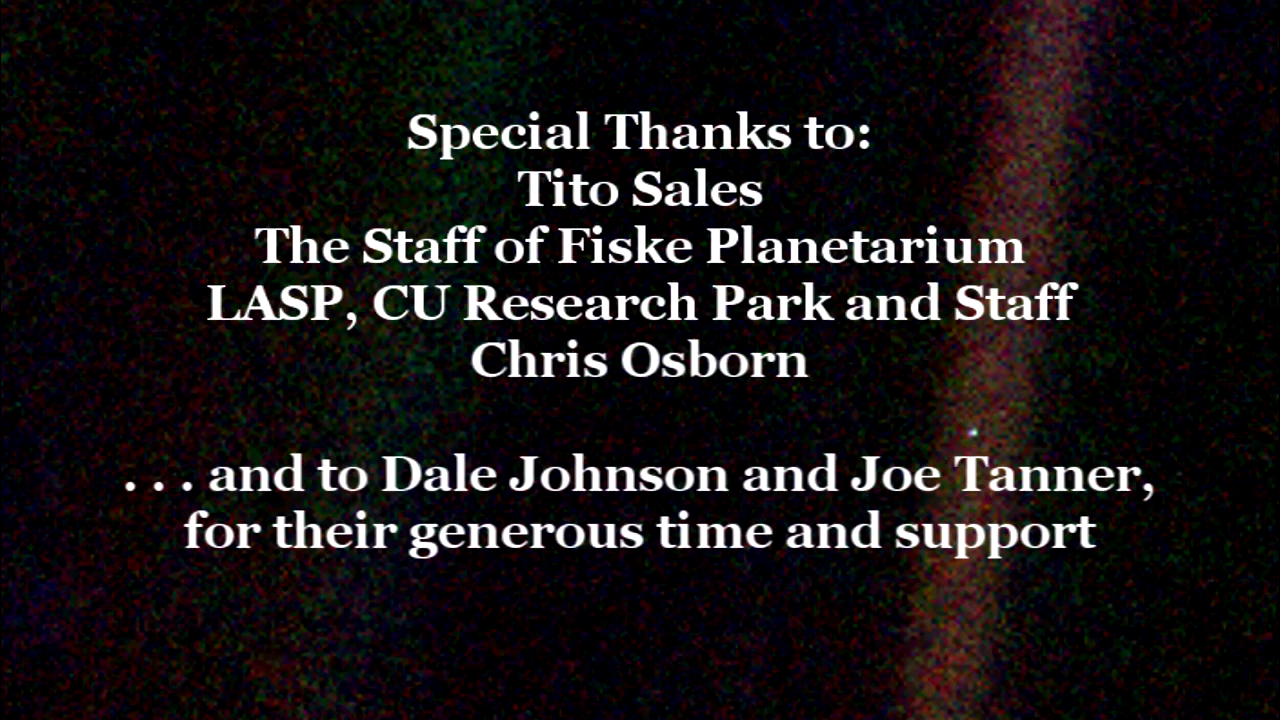 Special Thanks to:
Tito Sales
The Staff of Fiske Planetarium
LASP, CU Research Park and Staff
Chris Osborn
. . . and to Dale Johnson and Joe Tanner,
for their generous time and support